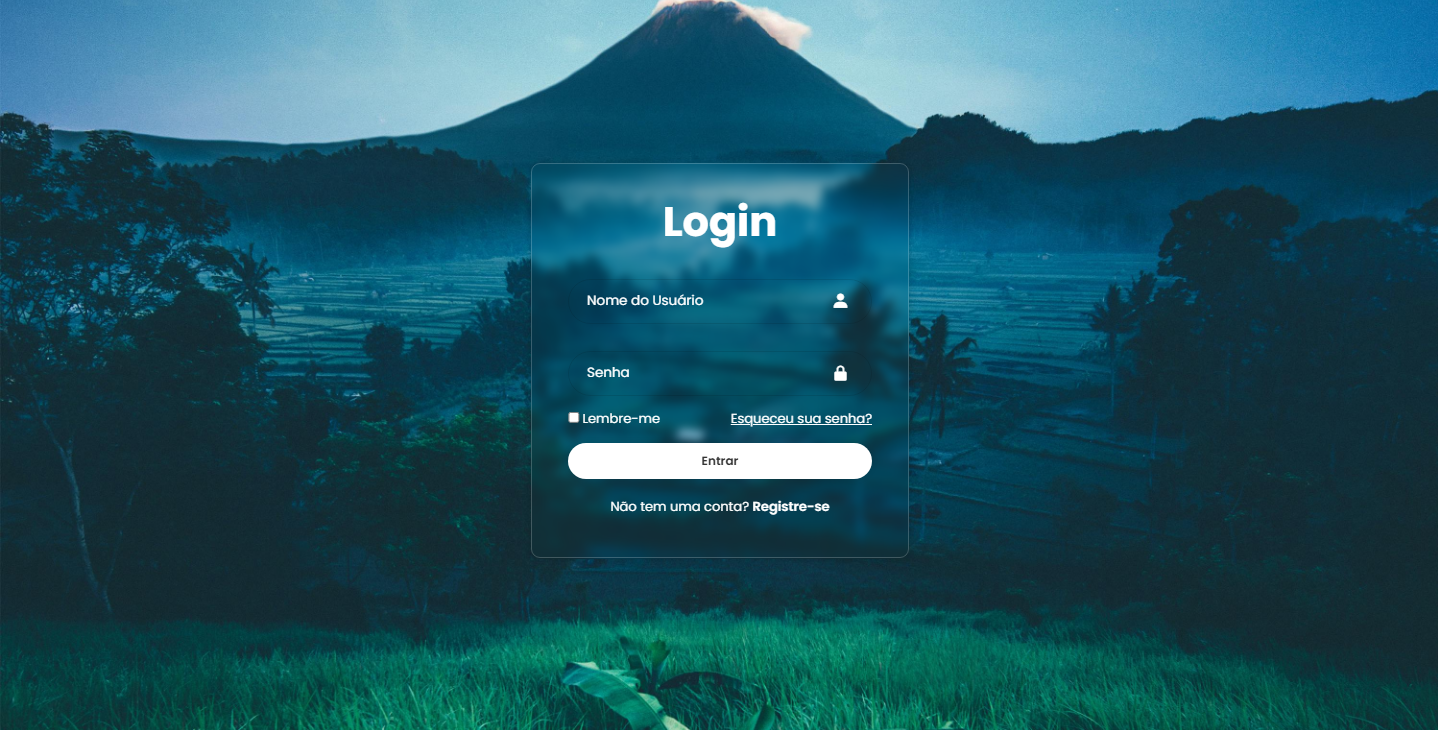 Login
Nome do Usuário
Senha
Lembre-me Esqueceu sua senha?
Entrar
Não tem uma conta? Registre-se